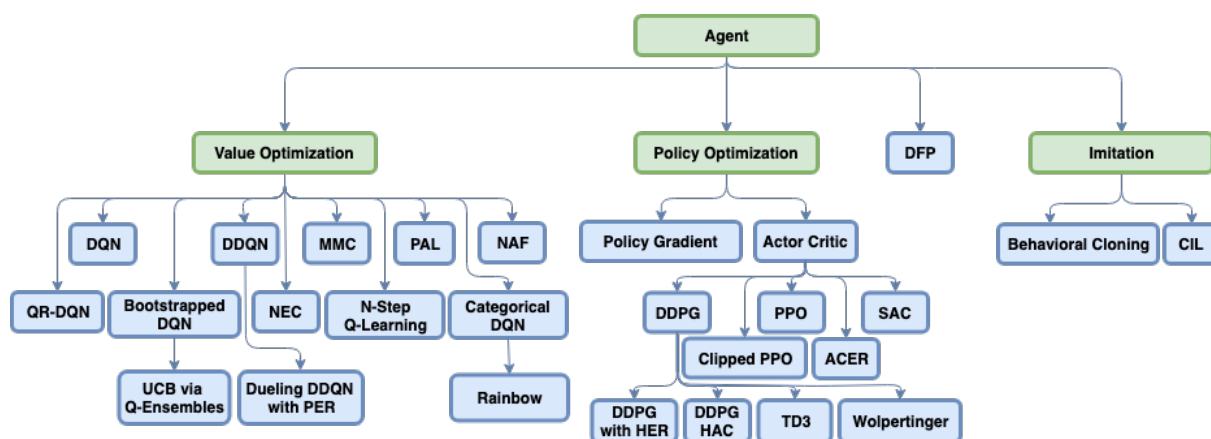 Agent
Value Optimization
Policy Optimization
DFP
Imitation
DQN
DDQN
MMC
PAL
NAF
Policy Gradient
Actor Critic
Behavioral Cloning
CIL
QR-DQN
Bootstrapped
DQN
NEC
N-Step
Q-Learning
Categorical
DQN
DDPG
PPO
SAC
Clipped PPO
ACER
UCB via
Q-Ensembles
Dueling DDQN
with PER
Rainbow
DDPG
with HER
DDPG
HAC
TD3
Wolpertinger